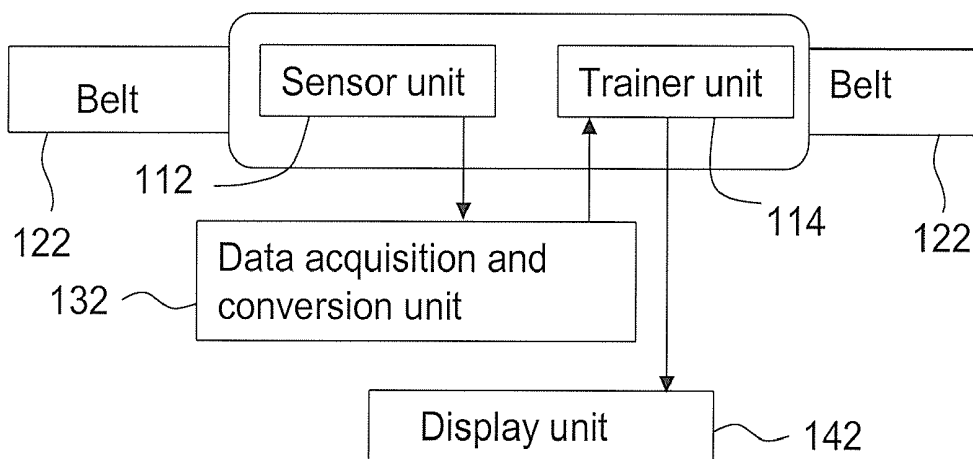 Belt
Sensor unit
Trainer unit
Belt
112
114
122
122
Data acquisition and
conversion unit
132
Display unit
142